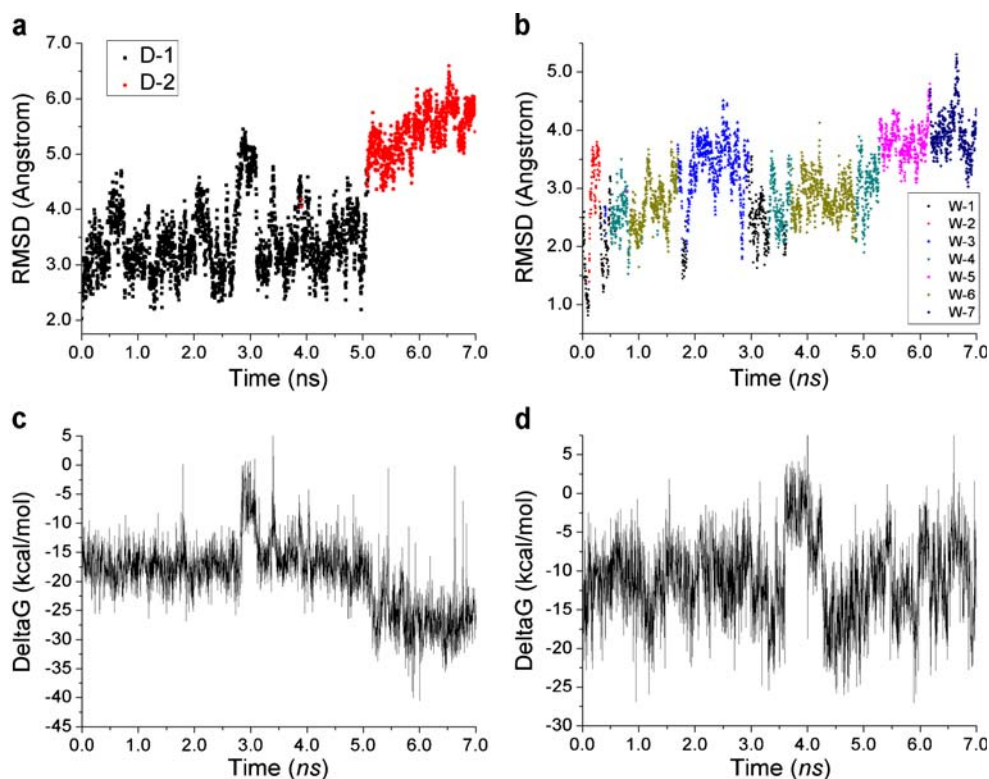 a
7.0
6.0
5.0
4.0
3.0
2.0
RMSD (Angstrom)
D-1
D-2
0.0 1.0 2.0 3.0 4.0 5.0 6.0 7.0
Time (ns)
b
5.0
4.0
3.0
2.0
1.0
RMSD (Angstrom)
W-1
W-2
W-3
W-4
W-5
W-6
W-7
0.0 1.0 2.0 3.0 4.0 5.0 6.0 7.0
Time (ns)
c
5
0
-5
-10
-15
-20
-25
-30
-35
-40
-45
DeltaG (kcal/mol)
0.0 1.0 2.0 3.0 4.0 5.0 6.0 7.0
Time (ns)
d
5
0
-5
-10
-15
-20
-25
-30
DeltaG (kcal/mol)
0.0 1.0 2.0 3.0 4.0 5.0 6.0 7.0
Time (ns)